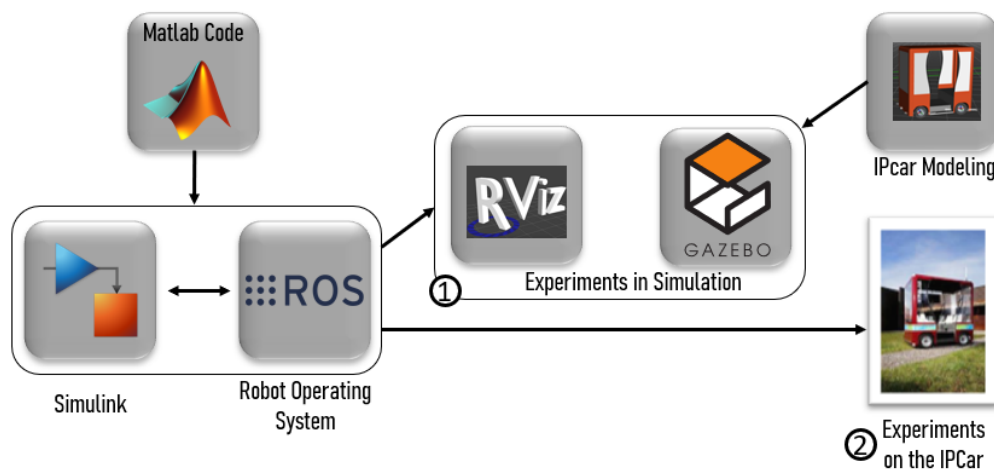 Matlab Code
RViz
GAZEBO
IPcar Modeling
Experiments in Simulation
1
ROS
Simulink
Robot Operating
System
2
Experiments
on the IPCar